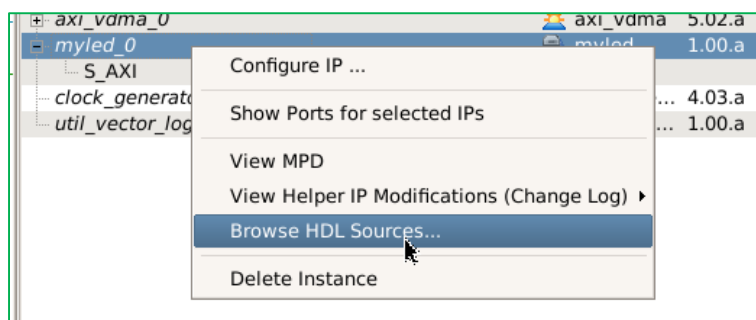 axi_vdma_0 axi_vdma 5.02.a
myled_0 myled 1.00.a
Configure IP ...
S_AXI
clock_generato ... 4.03.a
Show Ports for selected IPs
util_vector_log ... 1.00.a
View MPD
View Helper IP Modifications (Change Log)
Browse HDL Sources...
Delete Instance